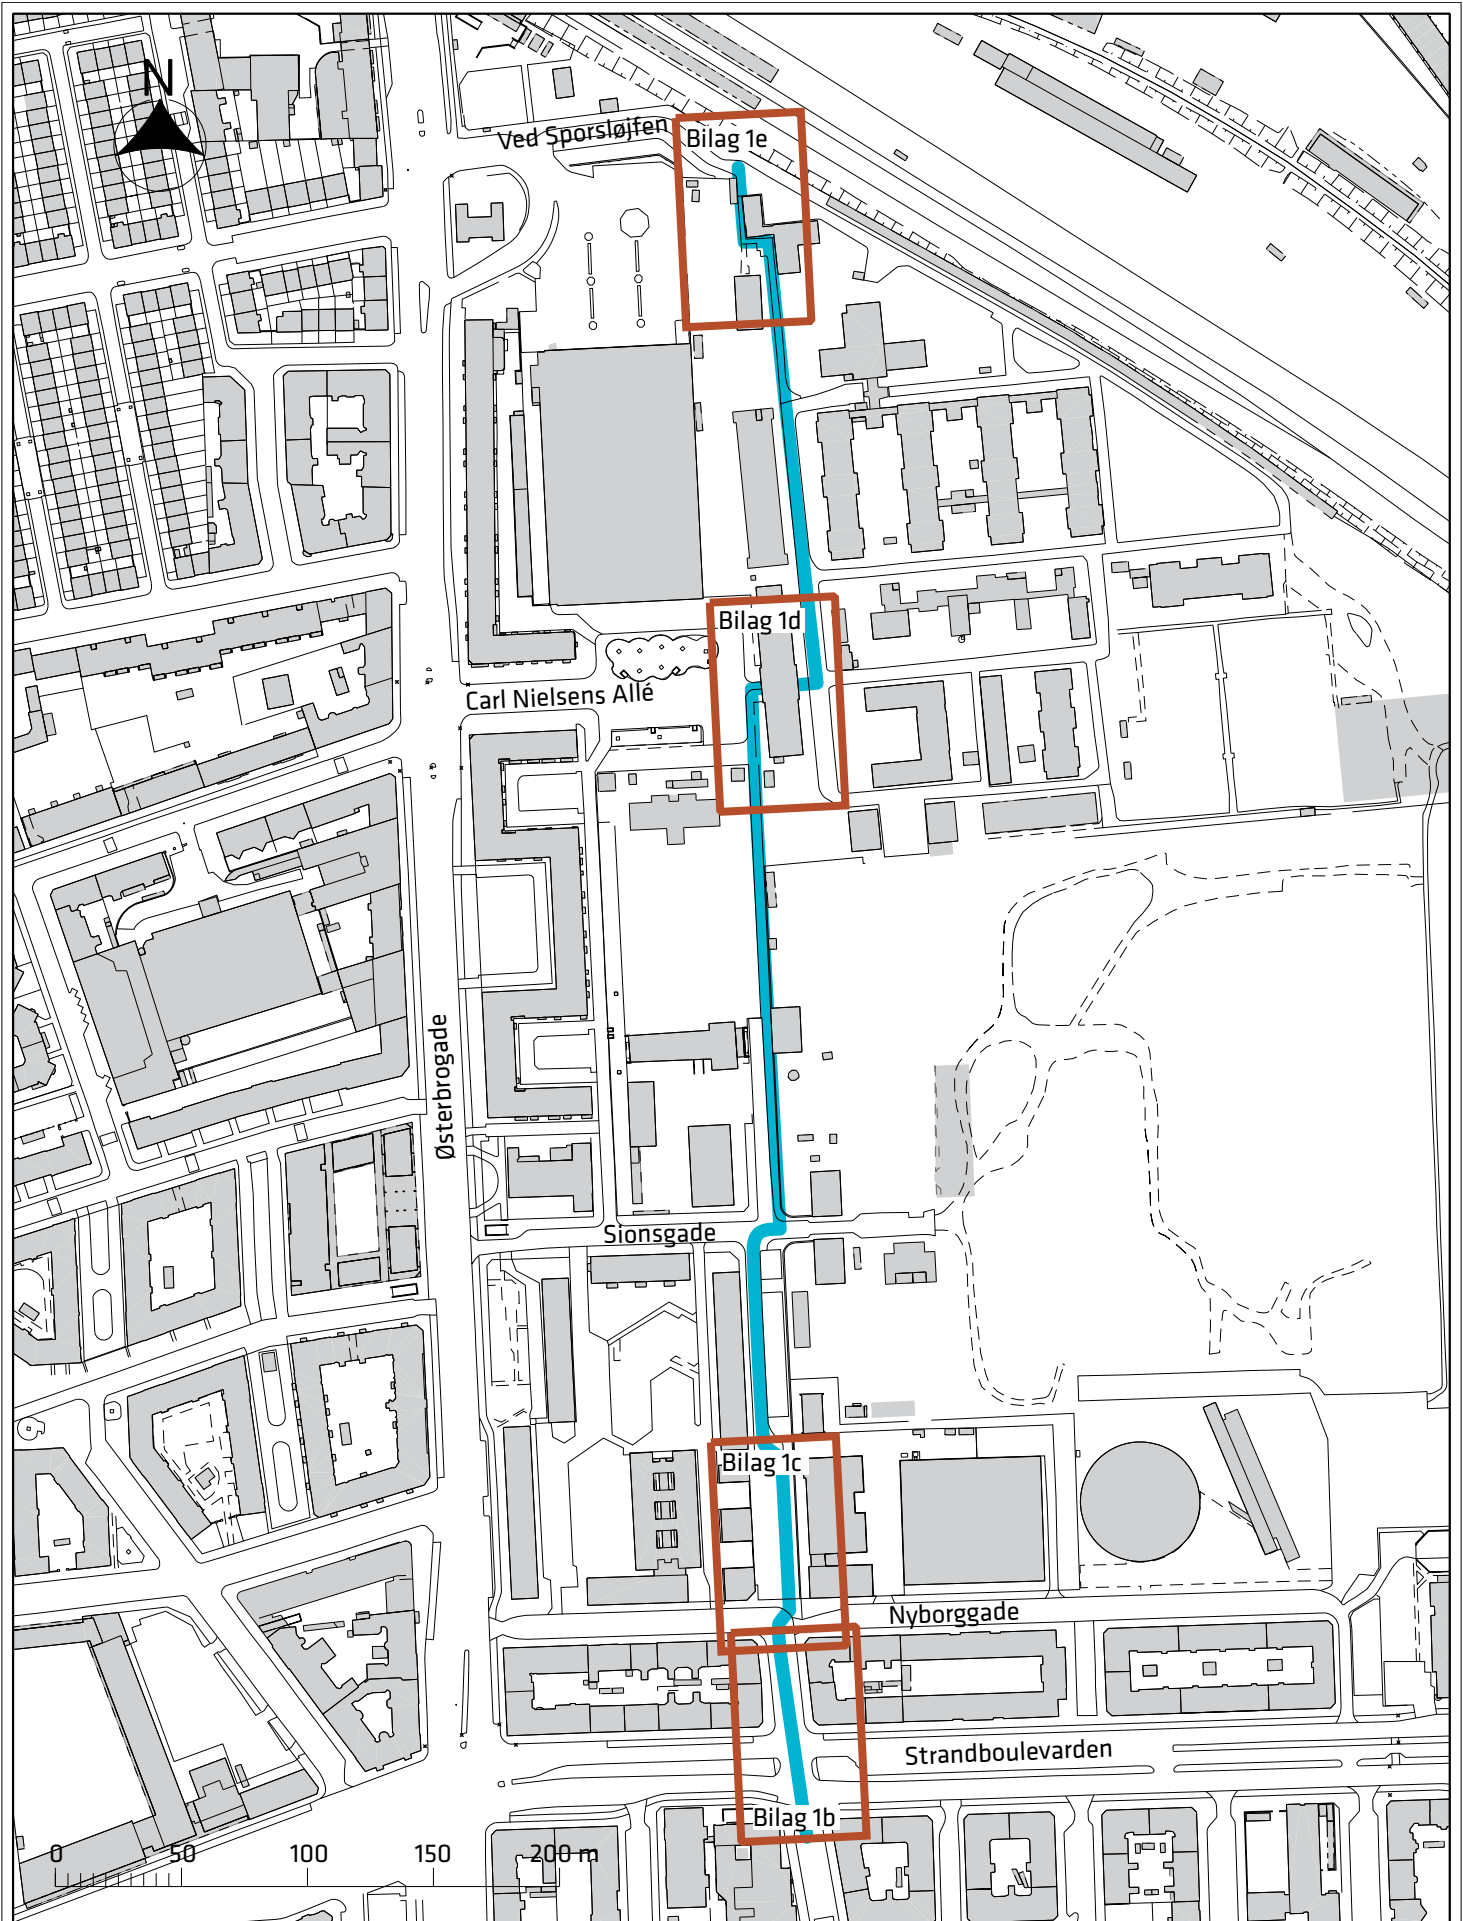 N
Ved Sporsløjfen
Bilag 1e
Bilag 1d
Carl Nielsens Allé
Østerbrogade
Sionsgade
Bilag 1c
Nyborggade
Strandboulevarden
Bilag 1b
0 50 100 150 200 m